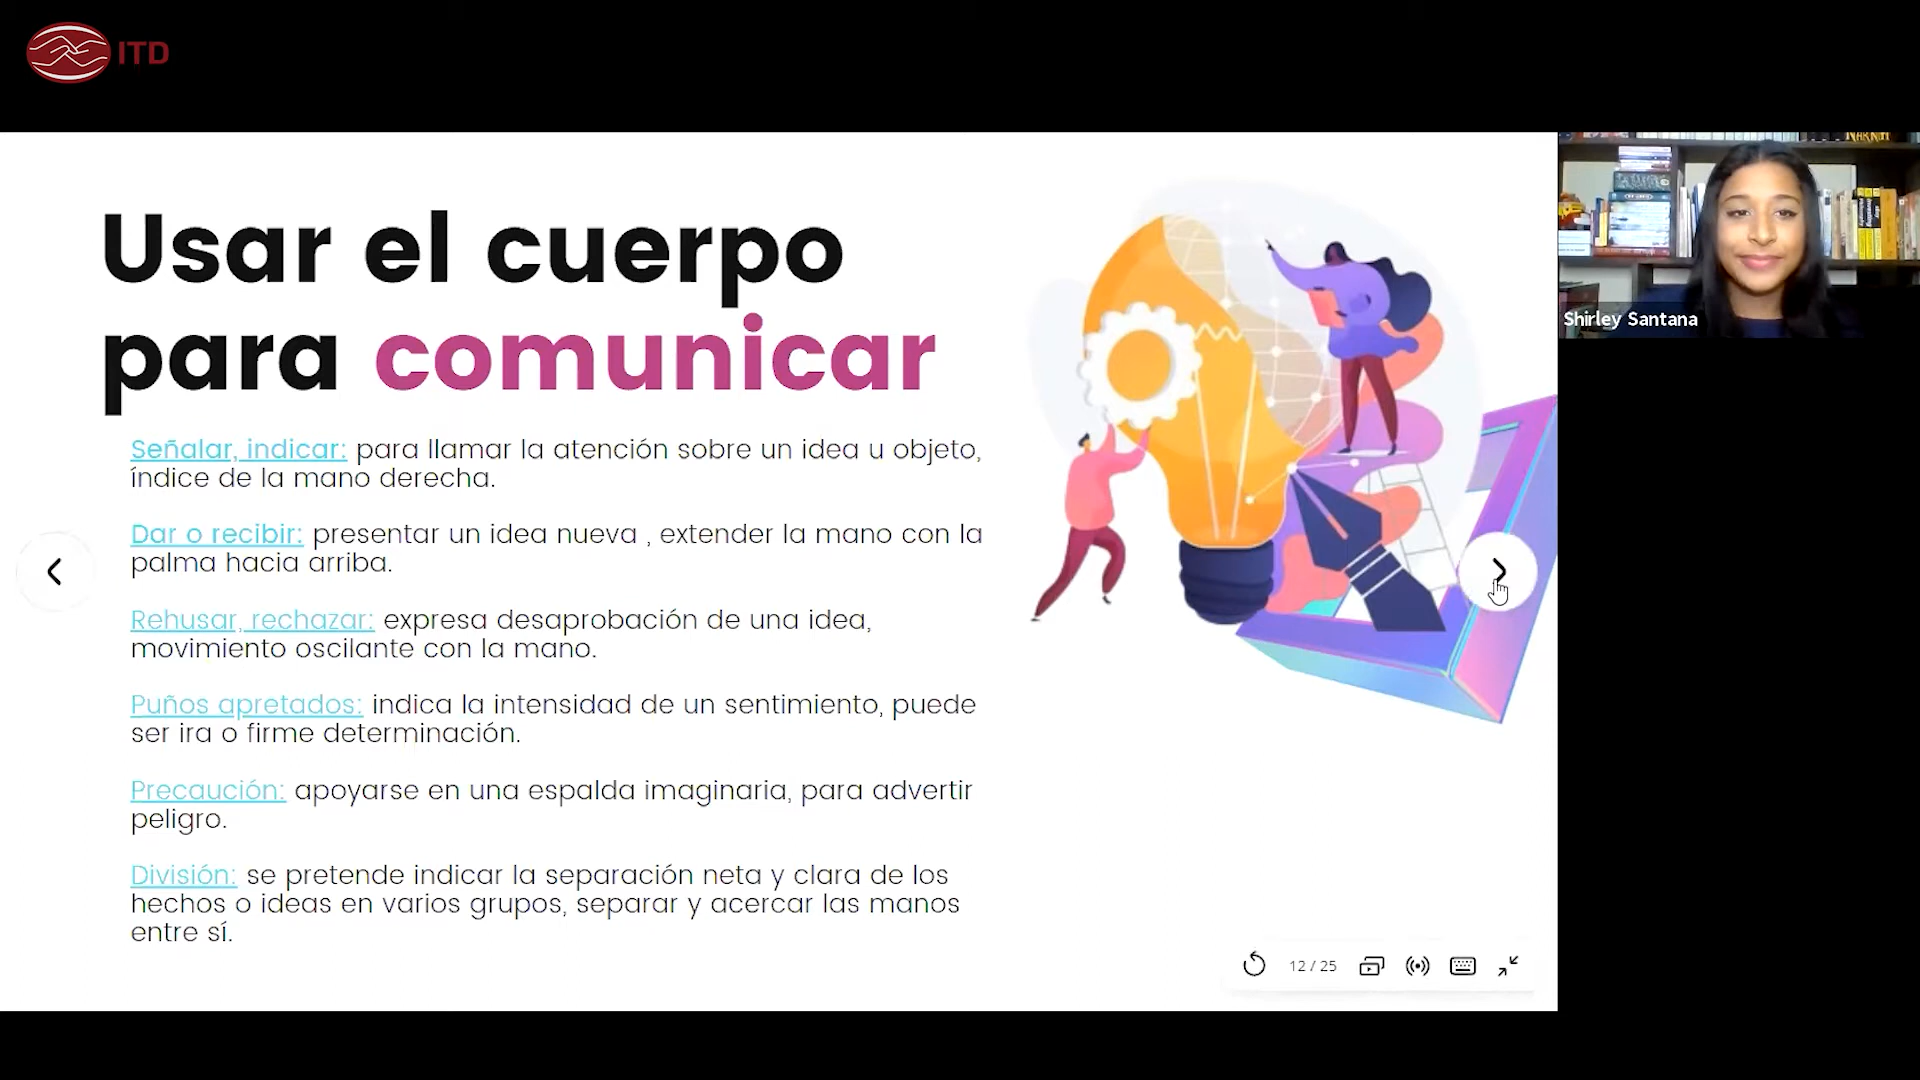 ITD
NARNIA
Usar el cuerpo
para comunicar
Señalar, indicar: para llamar la atención sobre un idea u objeto,
índice de la mano derecha.
Dar o recibir: presentar un idea nueva , extender la mano con la
palma hacia arriba.
Rehusar, rechazar: expresa desaprobación de una idea,
movimiento oscilante con la mano.
Puños apretados: indica la intensidad de un sentimiento, puede
ser ira o firme determinación.
Precaución: apoyarse en una espalda imaginaria, para advertir
peligro.
División: se pretende indicar la separación neta y clara de los
hechos o ideas en varios grupos, separar y acercar las manos
entre sí.
Shirley Santana
12 / 25